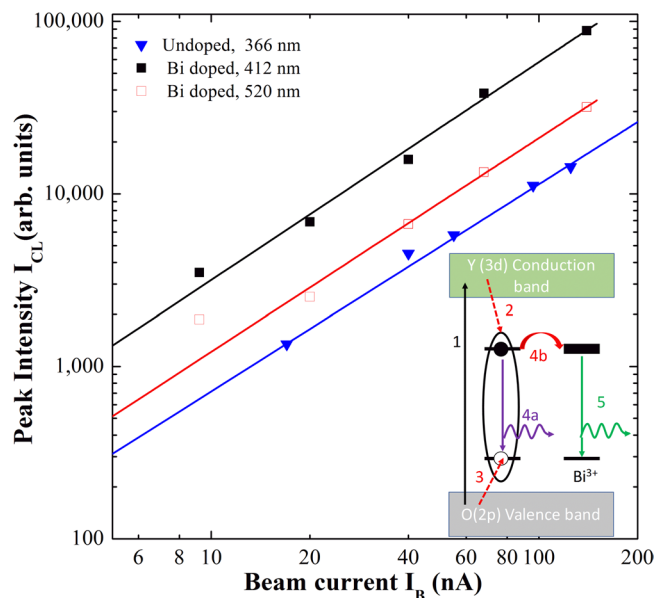 100,000
10,000
1,000
100
Peak Intensity I_CL (arb. units)
Undoped, 366 nm
Bi doped, 412 nm
Bi doped, 520 nm
Y (3d) Conduction
band
1
2
4b
4a
5
3
Bi³⁺
O(2p) Valence band
6 8 10 20 40 60 80 100 200
Beam current I_B (nA)